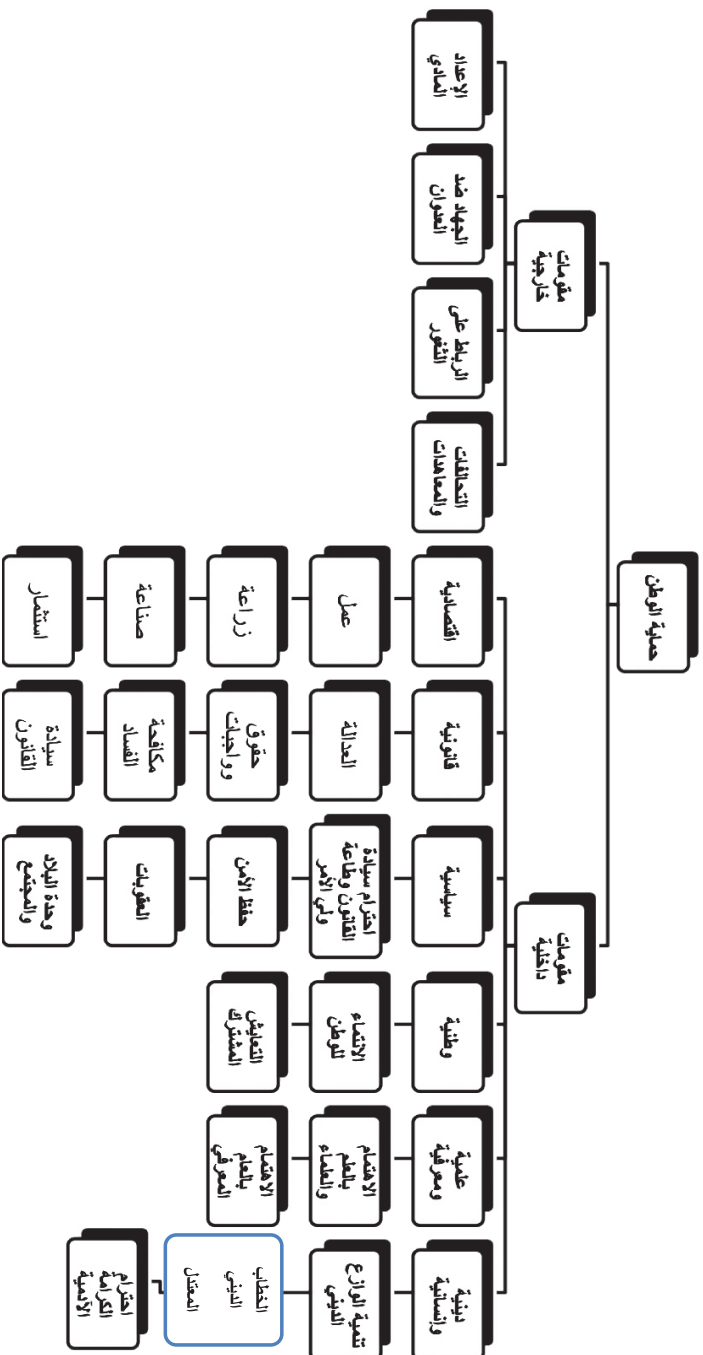 حماية الوطن
مقومات
خارجية
الإعداد
المادي
الجهاد ضد
العدوان
الرباط على
الثغور
التحالفات
والمعاهدات
مقومات
داخلية
اقتصادية
عمل
زراعة
صناعة
استثمار
قانونية
العدالة
حقوق
وواجبات
مكافحة
الفساد
سيادة
القانون
سياسية
احترام سيادة
القانون وطاعة
ولي الأمر
حفظ الأمن
العقوبات
وحدة البلاد
والمجتمع
وطنية
الانتماء
للوطن
التعايش
المشترك
علمية
ومعرفية
الاهتمام
بالعلم
والعلماء
الاهتمام
بالعام
المعرفي
دينية
وإنسانية
تنمية الوازع
الديني
الخطاب
الديني
المعتدل
احترام
الكرامة
الآدمية